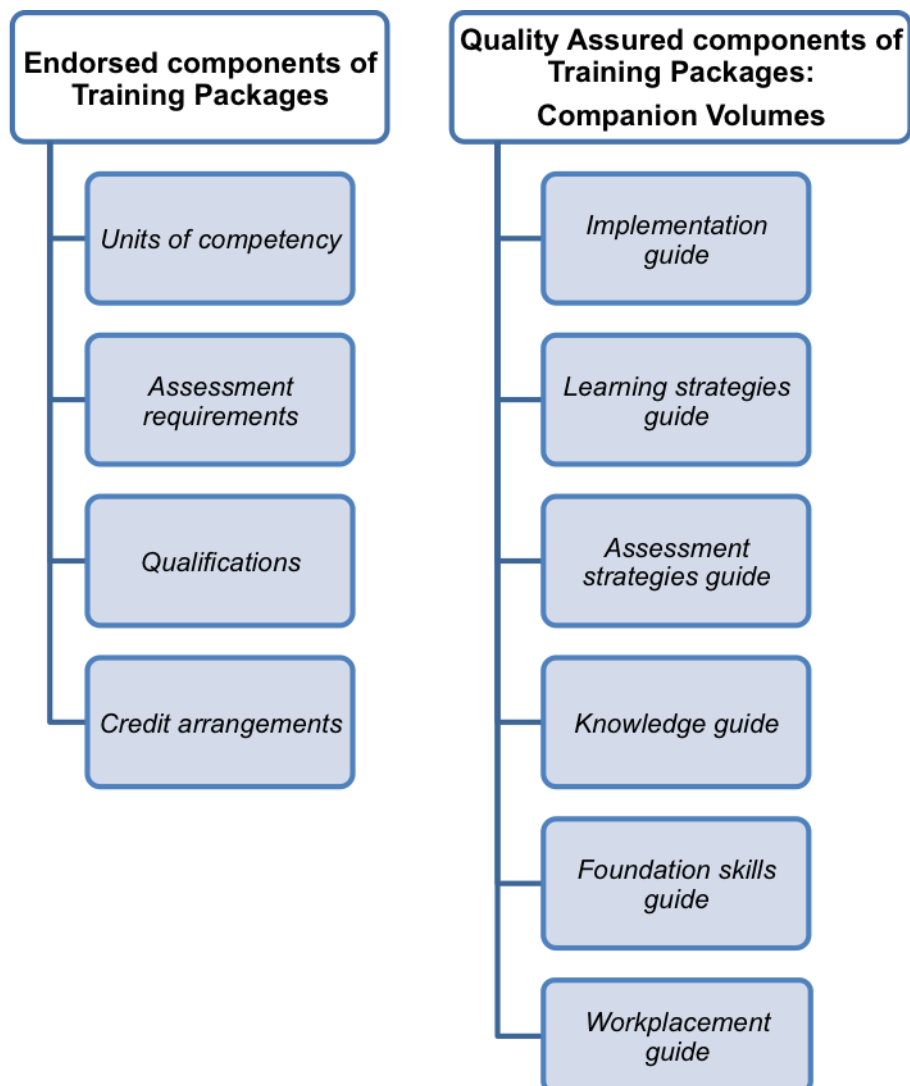 Endorsed components of
Training Packages
Units of competency
Assessment
requirements
Qualifications
Credit arrangements
Quality Assured components of
Training Packages:
Companion Volumes
Implementation
guide
Learning strategies
guide
Assessment
strategies guide
Knowledge guide
Foundation skills
guide
Workplacement
guide